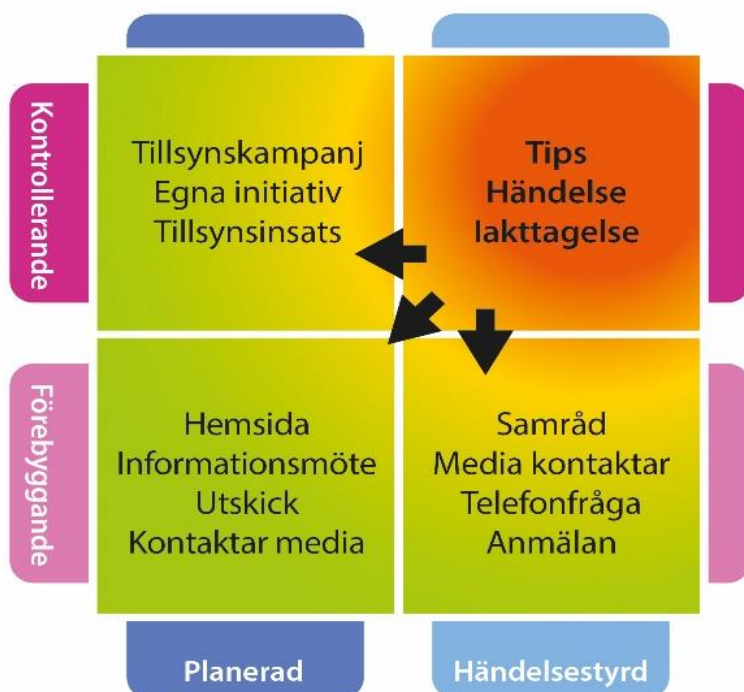 Kontrollerande
Tillsynskampanj
Egna initiativ
Tillsynsinsats
Tips
Händelse
Iakttagelse
Förebyggande
Hemsida
Informationsmöte
Utskick
Kontaktar media
Samråd
Media kontaktar
Telefonfråga
Anmälan
Planerad
Händelsestyrd